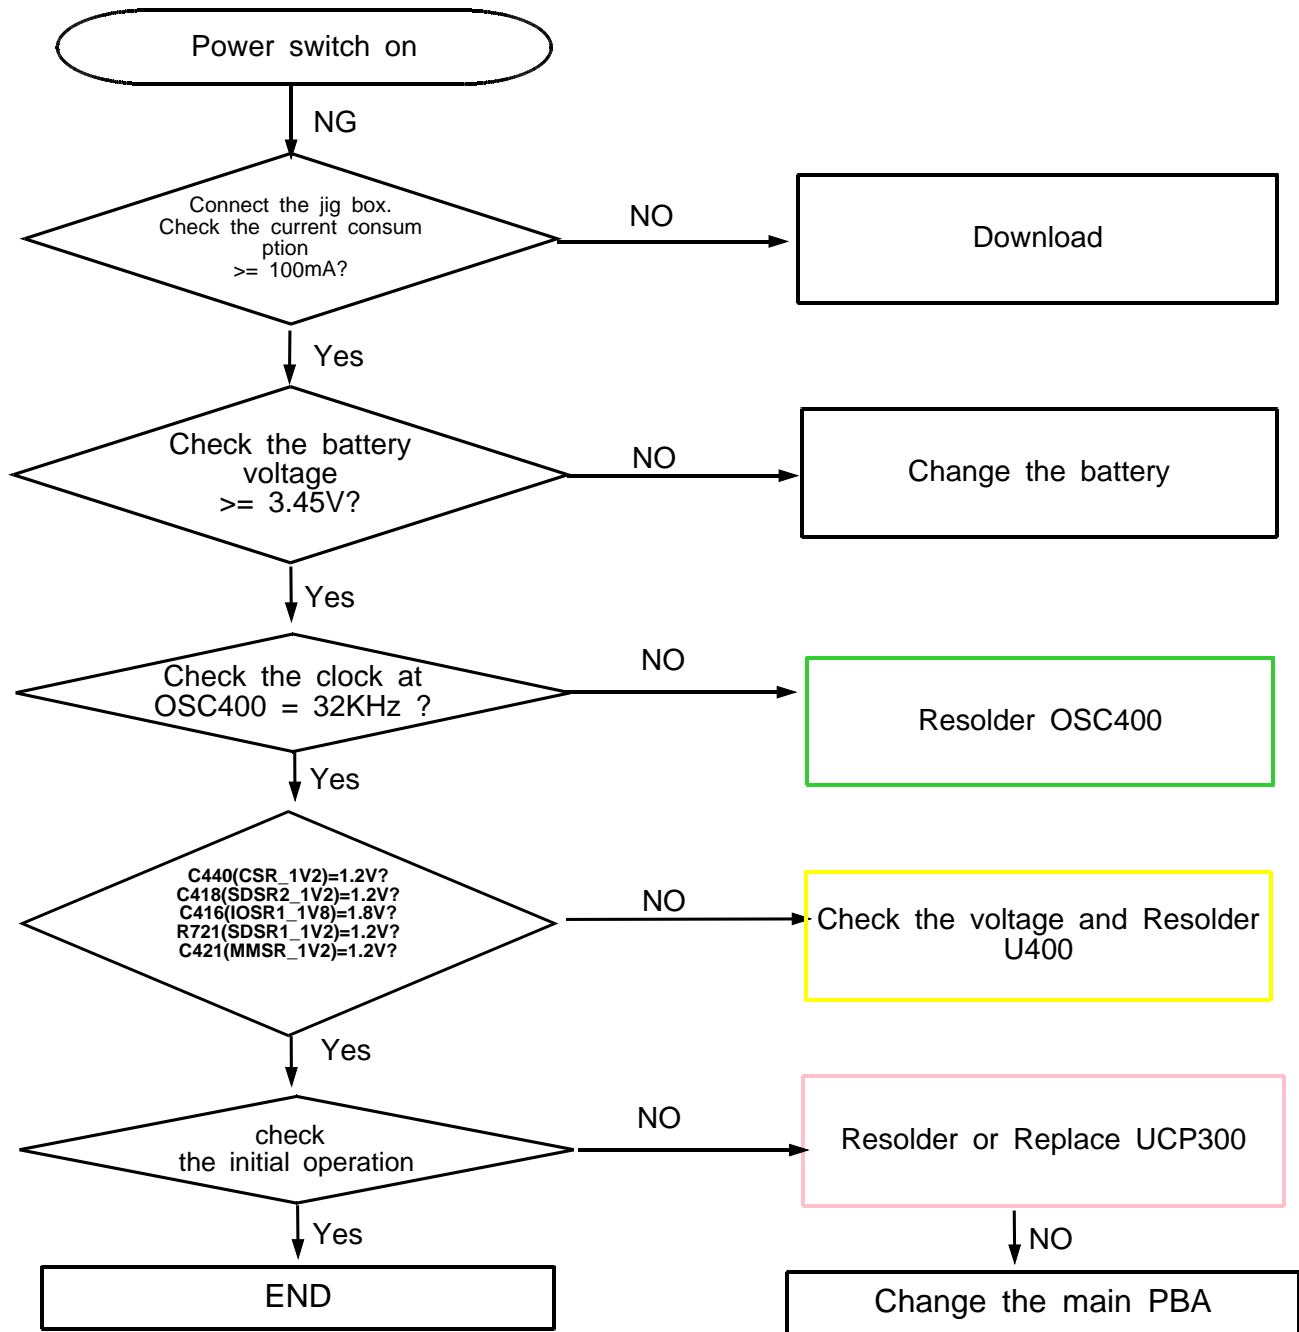 Power switch on
NG
Connect the jig box.
Check the current consum
ption
>= 100mA?
NO
Download
Yes
Check the battery
voltage
>= 3.45V?
NO
Change the battery
Yes
Check the clock at
OSC400 = 32KHz ?
NO
Resolder OSC400
Yes
C440(CSR_1V2)=1.2V?
C418(SDSR2_1V2)=1.2V?
C416(IOSR1_1V8)=1.8V?
R721(SDSR1_1V2)=1.2V?
C421(MMSR_1V2)=1.2V?
NO
Check the voltage and Resolder
U400
Yes
check
the initial operation
NO
Resolder or Replace UCP300
Yes
NO
END
Change the main PBA